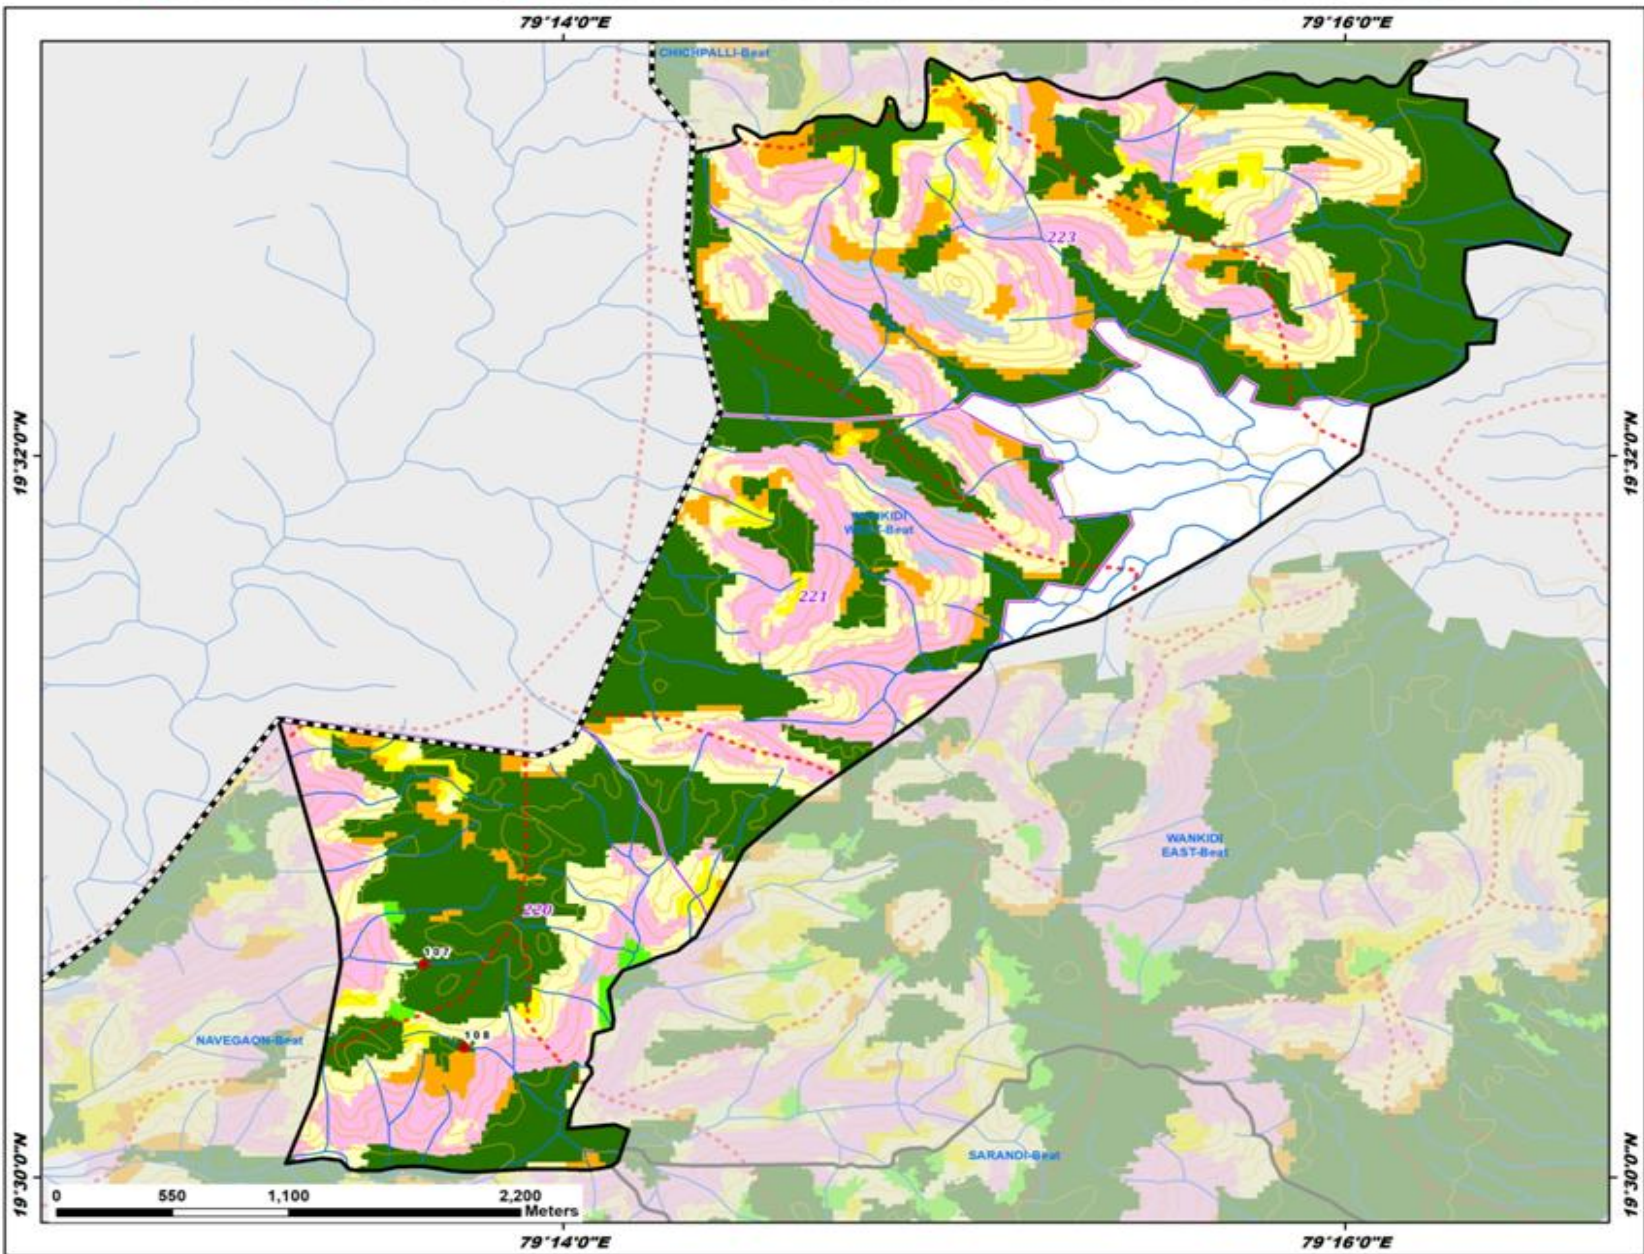 79°14'0"E
79°16'0"E
CHICHPALLI-Beat
223
19°32'0"N
19°32'0"N
WANKIDI
WEST-Beat
221
WANKIDI
EAST-Beat
220
107
108
NAVEGAON-Beat
SARANDI-Beat
19°30'0"N
19°30'0"N
0 550 1,100 2,200
Meters
79°14'0"E
79°16'0"E